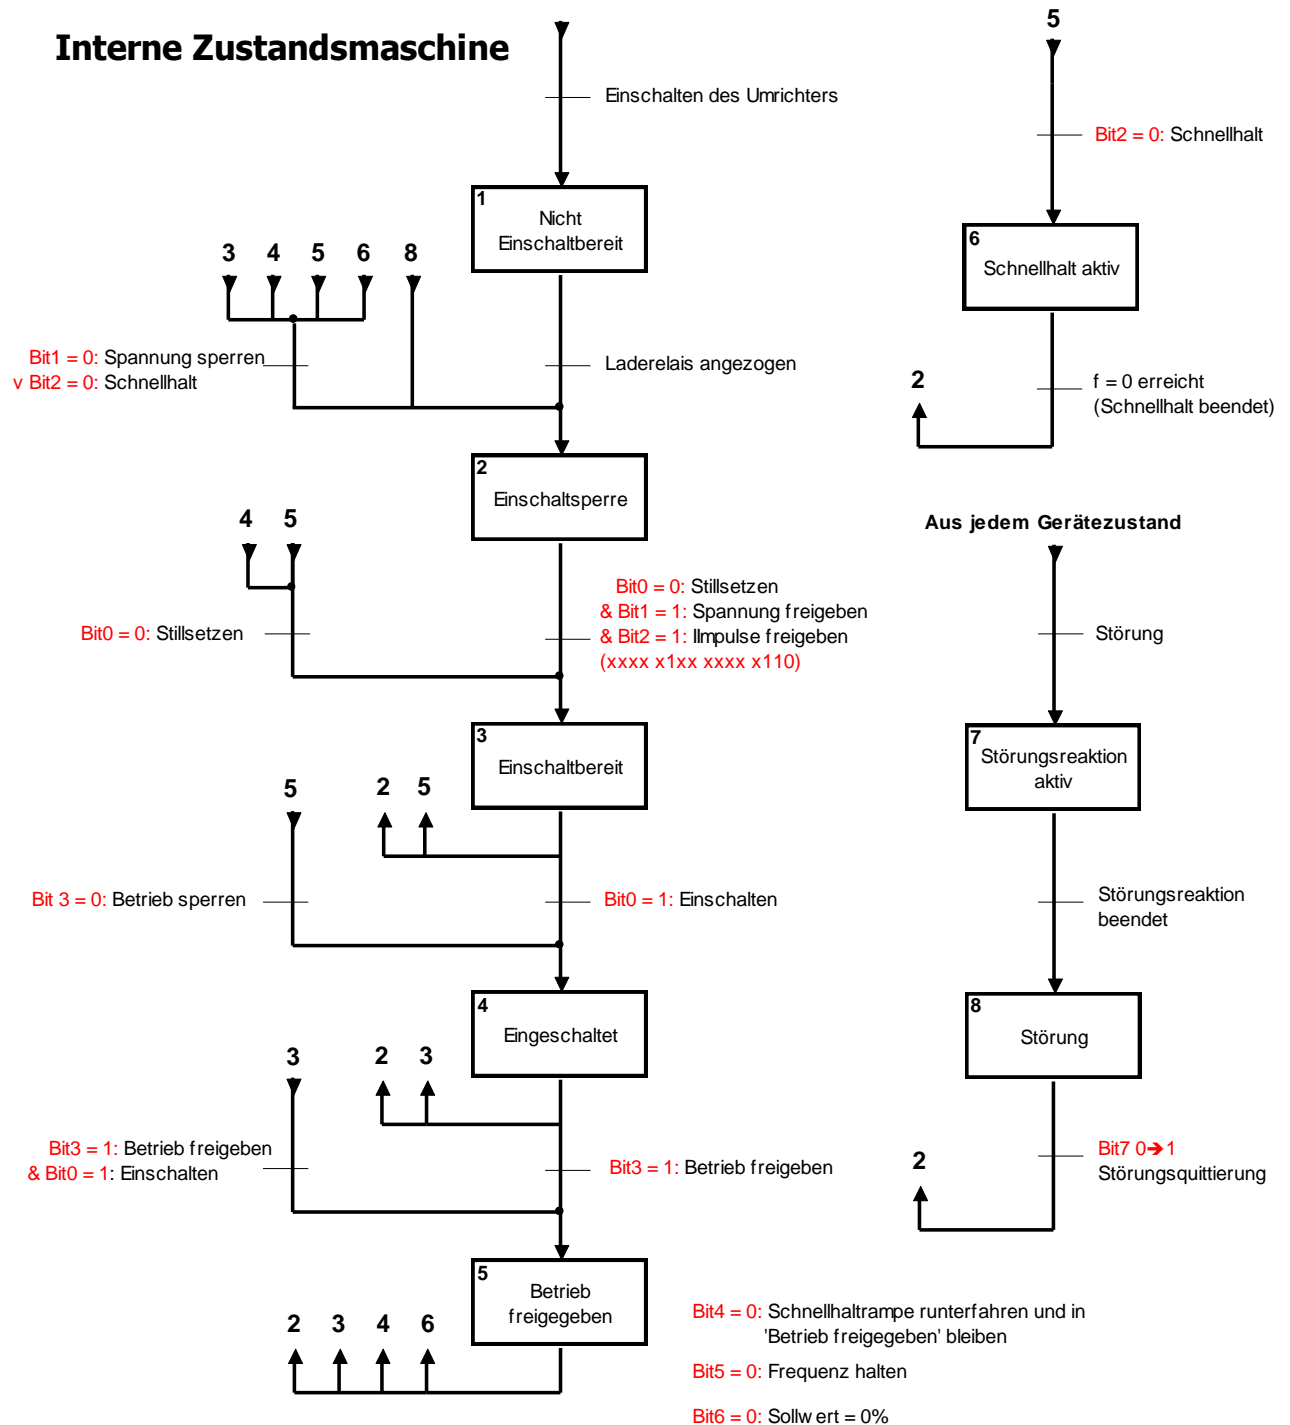 Interne Zustandsmaschine
Einschalten des Umrichters
1
Nicht
Einschaltbereit
3 4 5 6 8
Bit1 = 0: Spannung sperren
v Bit2 = 0: Schnellhalt
Laderelais angezogen
2
Einschaltsperre
4 5
Bit0 = 0: Stillsetzen
Bit0 = 0: Stillsetzen
& Bit1 = 1: Spannung freigeben
& Bit2 = 1: IImpulse freigeben
(xxxx x1xx xxxx x110)
3
Einschaltbereit
5
2 5
Bit 3 = 0: Betrieb sperren
Bit0 = 1: Einschalten
4
Eingeschaltet
3
2 3
Bit3 = 1: Betrieb freigeben
& Bit0 = 1: Einschalten
Bit3 = 1: Betrieb freigeben
5
Betrieb
freigegeben
2 3 4 6
Bit4 = 0: Schnellhaltrampe runterfahren und in
'Betrieb freigegeben' bleiben
Bit5 = 0: Frequenz halten
Bit6 = 0: Sollwert = 0%
5
Bit2 = 0: Schnellhalt
6
Schnellhalt aktiv
2
f = 0 erreicht
(Schnellhalt beendet)
Aus jedem Gerätezustand
Störung
7
Störungsreaktion
aktiv
Störungsreaktion
beendet
8
Störung
2
Bit7 0➔1
Störungsquittierung